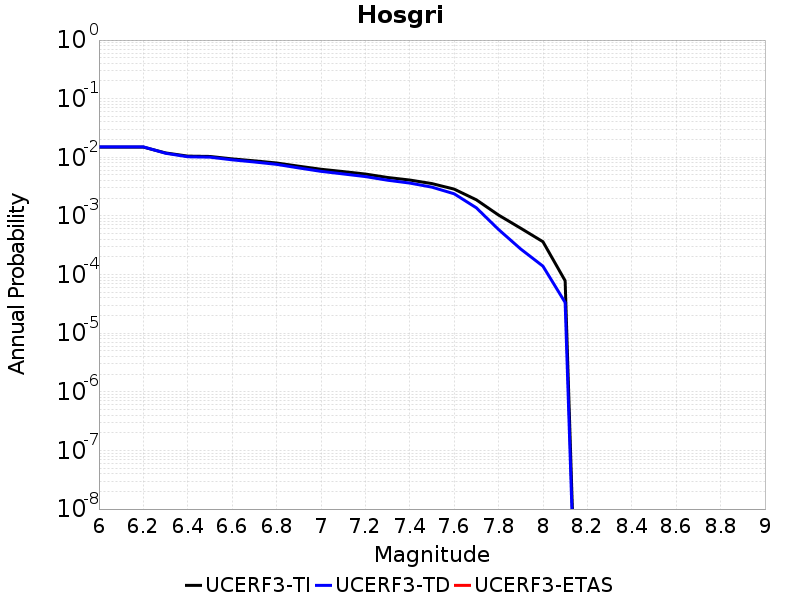 Hosgri
10^0
10^-1
10^-2
10^-3
10^-4
10^-5
10^-6
10^-7
10^-8
Annual Probability
6 6.2 6.4 6.6 6.8 7 7.2 7.4 7.6 7.8 8 8.2 8.4 8.6 8.8 9
Magnitude
UCERF3-TI UCERF3-TD UCERF3-ETAS